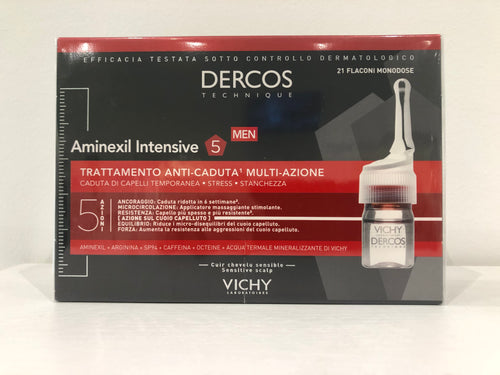 EFFICACIA TESTATA SOTTO CONTROLLO DERMATOLOGICO
21 FLACONI MONODOSE
DERCOS
TECHNIQUE
MEN
Aminexil Intensive 5
TRATTAMENTO ANTI-CADUTA¹ MULTI-AZIONE
CADUTA DI CAPELLI TEMPORANEA • STRESS • STANCHEZZA
5 AZIONI
ANCORAGGIO: Caduta ridotta in 6 settimane².
MICROCIRCOLAZIONE: Applicatore massaggiante stimolante.
RESISTENZA: Capello più spesso e più resistente³.
[AZIONE SUL CUOIO CAPELLUTO]
EQUILIBRIO: Riduce i micro-disequilibri del cuoio capelluto.
FORZA: Aumenta la resistenza alle aggressioni del cuoio capelluto.
AMINEXIL + ARGININA + SP94 + CAFFEINA + OCTEINE + ACQUA TERMALE MINERALIZZANTE DI VICHY
VICHY
DERCOS
Cuir chevelu sensible
Sensitive scalp
VICHY
LABORATOIRES